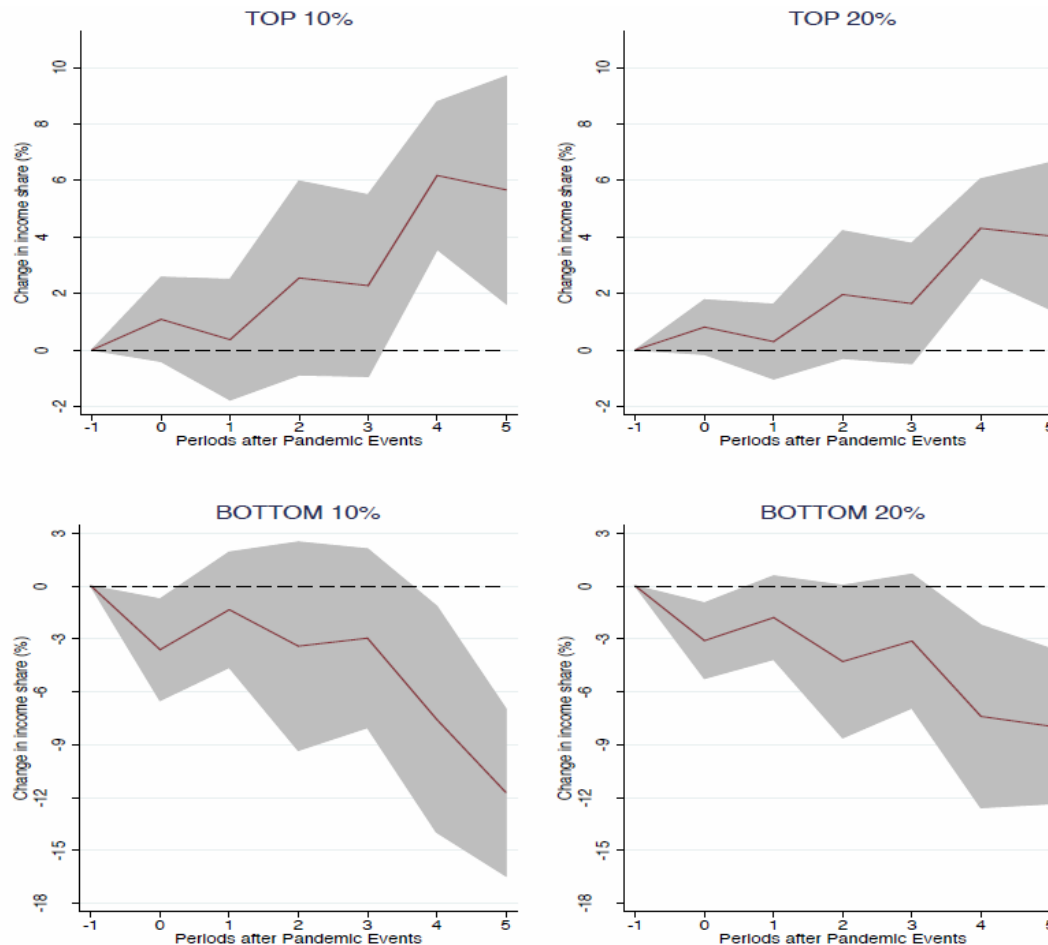 TOP 10%
Change in income share (%)
10
8
6
4
2
0
-2
-1 0 1 2 3 4 5
Periods after Pandemic Events
TOP 20%
Change in income share (%)
10
8
6
4
2
0
-2
-1 0 1 2 3 4 5
Periods after Pandemic Events
BOTTOM 10%
Change in income share (%)
3
0
-3
-6
-9
-12
-15
-18
-1 0 1 2 3 4 5
Periods after Pandemic Events
BOTTOM 20%
Change in income share (%)
3
0
-3
-6
-9
-12
-15
-18
-1 0 1 2 3 4 5
Periods after Pandemic Events